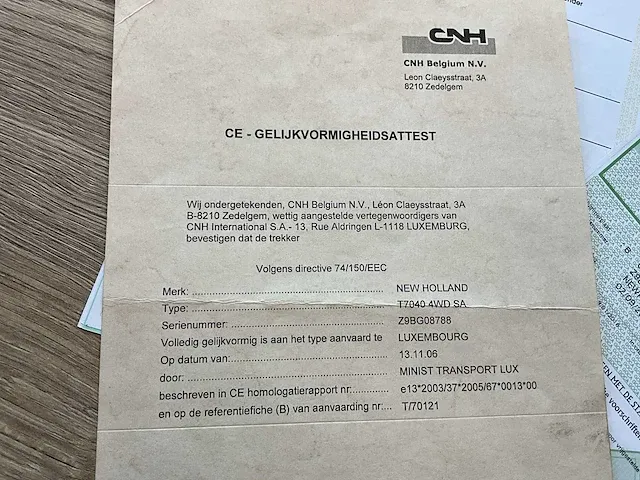 CNH
CNH Belgium N.V.
Leon Claeysstraat, 3A
8210 Zedelgem
CE - GELIJKVORMIGHEIDSATTEST
Wij ondergetekenden, CNH Belgium N.V., Léon Claeysstraat, 3A
B-8210 Zedelgem, wettig aangestelde vertegenwoordigers van
CNH International S.A.- 13, Rue Aldringen L-1118 LUXEMBURG,
bevestigen dat de trekker
Volgens directive 74/150/EEC
Merk: NEW HOLLAND
Type: T7040 4WD SA
Serienummer: Z9BG08788
Volledig gelijkvormig is aan het type aanvaard te LUXEMBOURG
Op datum van: 13.11.06
door: MINIST TRANSPORT LUX
beschreven in CE homologatierapport nr: e13*2003/37*2005/67*0013*00
en op de referentiefiche (B) van aanvaarding nr: T/70121